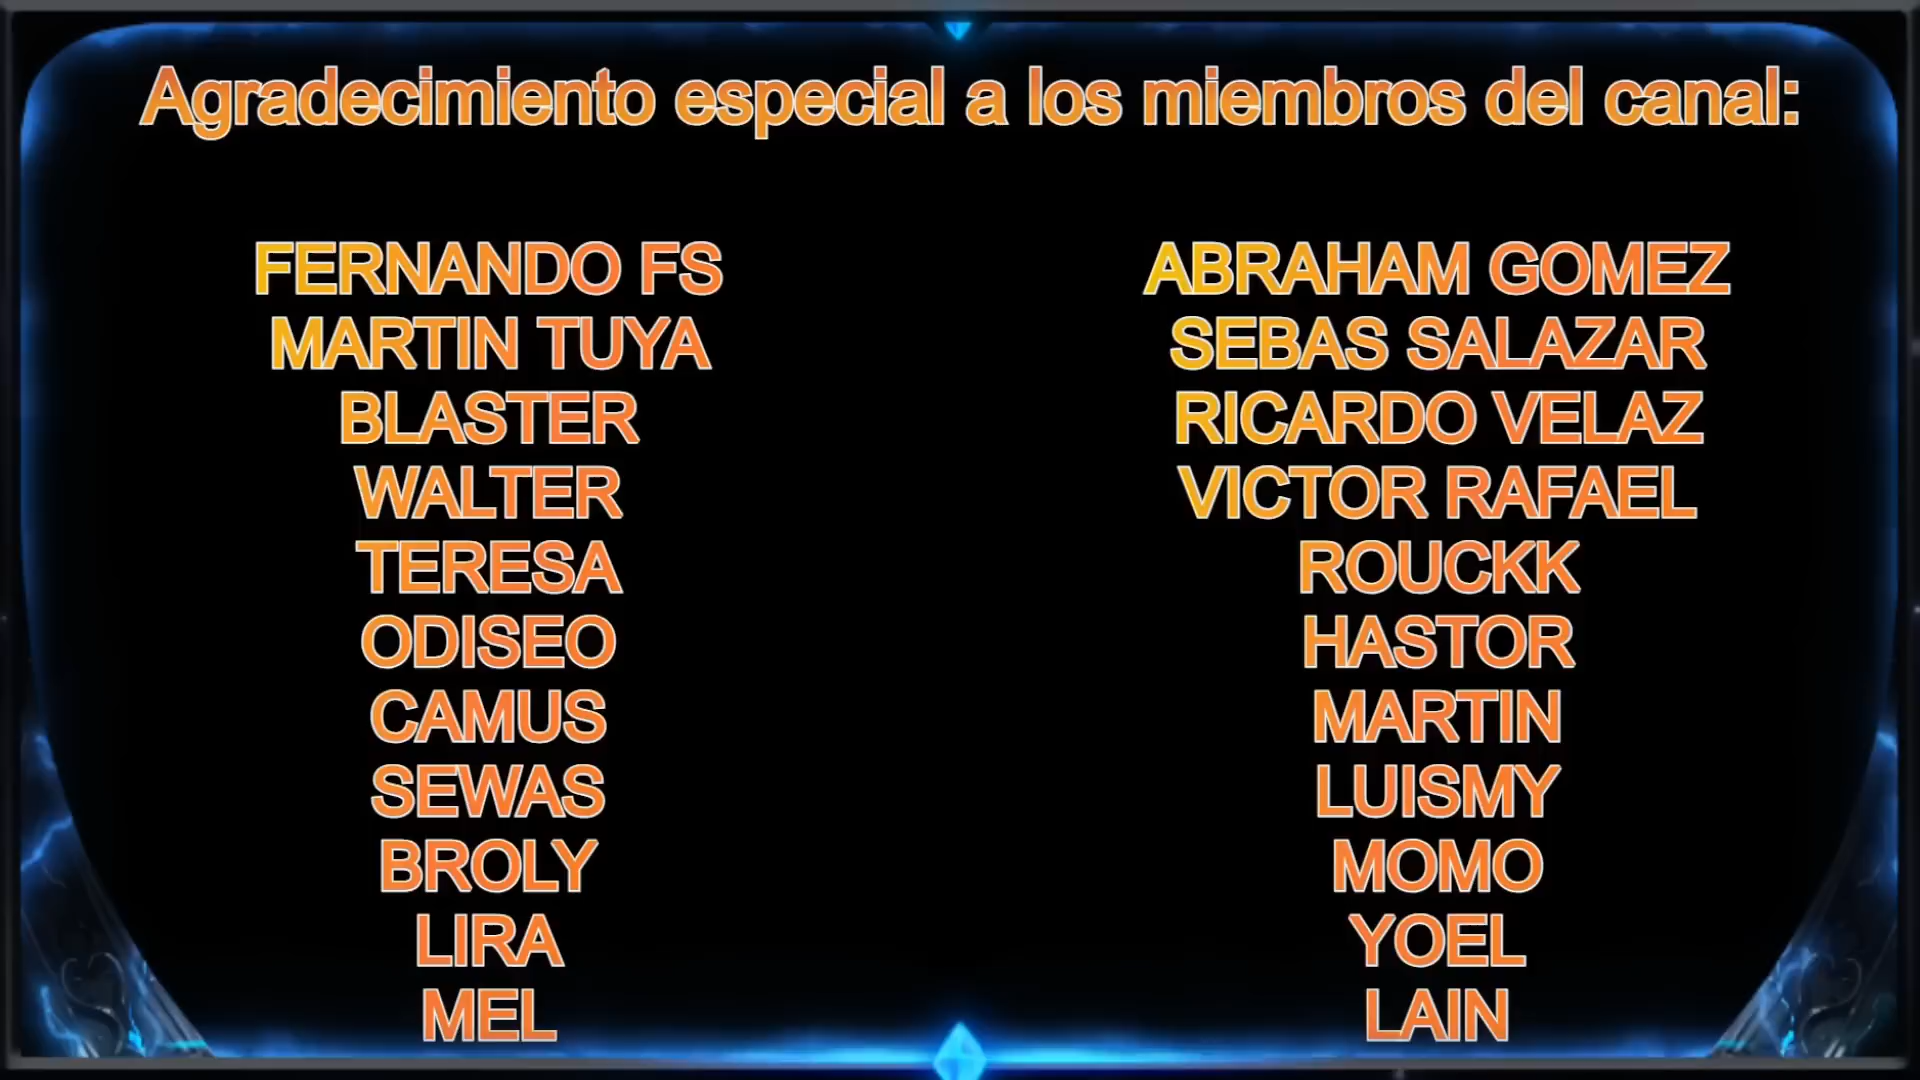 Agradecimiento especial a los miembros del canal:
FERNANDO FS
MARTIN TUYA
BLASTER
WALTER
TERESA
ODISEO
CAMUS
SEWAS
BROLY
LIRA
MEL
ABRAHAM GOMEZ
SEBAS SALAZAR
RICARDO VELAZ
VICTOR RAFAEL
ROUCKK
HASTOR
MARTIN
LUISMY
MOMO
YOEL
LAIN